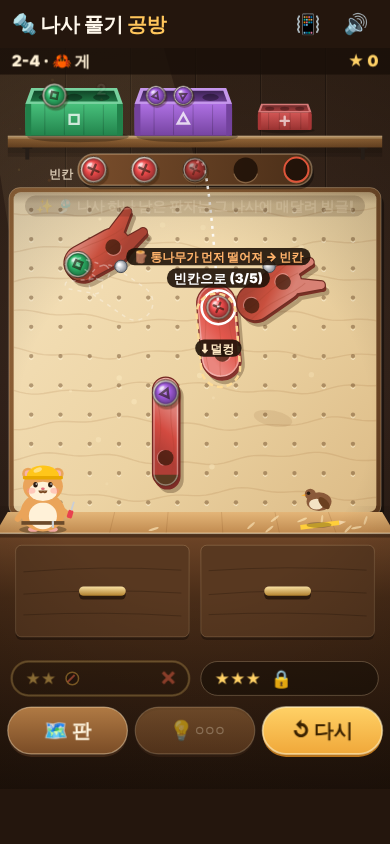 나사 풀기 공방
2-4 · 게
★ 0
빈칸
통나무가 먼저 떨어져 → 빈칸
빈칸으로 (3/5)
⬇덜컹
★★
★★★
판
다시